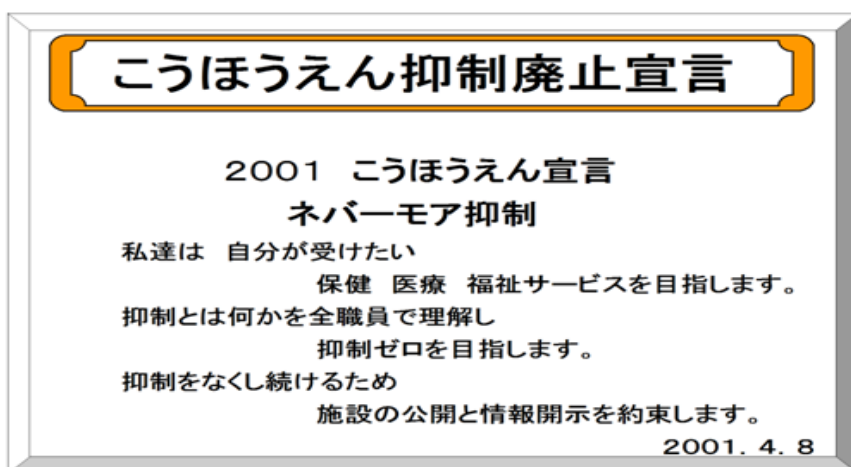 こうほうえん抑制廃止宣言
2001　こうほうえん宣言
ネバーモア抑制
私達は　自分が受けたい
保健　医療　福祉サービスを目指します。
抑制とは何かを全職員で理解し
抑制ゼロを目指します。
抑制をなくし続けるため
施設の公開と情報開示を約束します。
2001．4．8